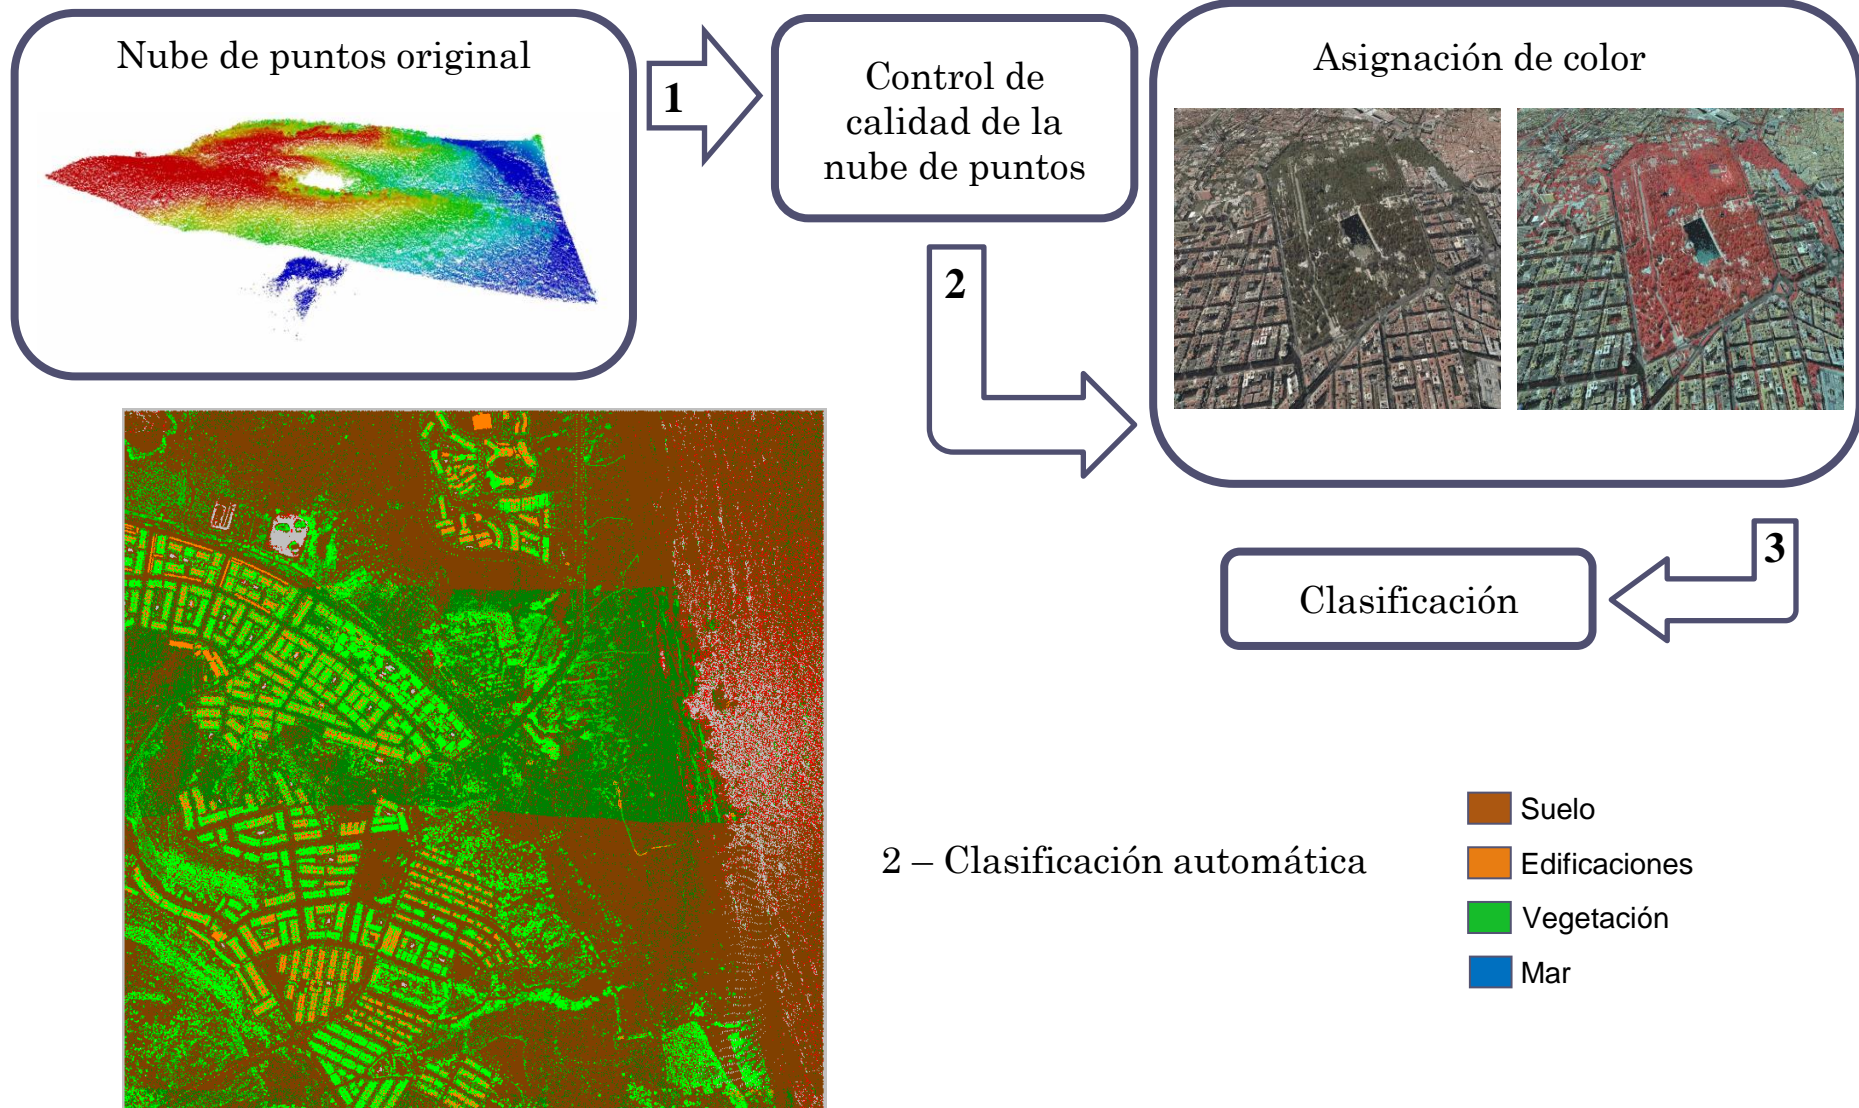 Nube de puntos original
1
Control de
calidad de la
nube de puntos
Asignación de color
2
3
Clasificación
2 – Clasificación automática
Suelo
Edificaciones
Vegetación
Mar